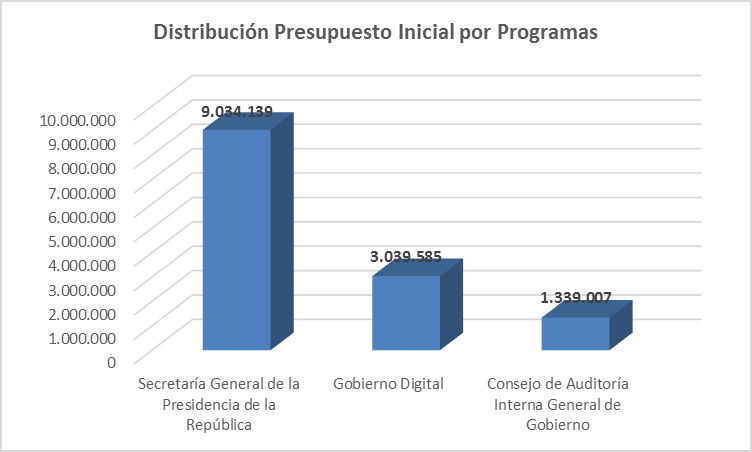 Distribución Presupuesto Inicial por Programas
10.000.000
9.000.000
8.000.000
7.000.000
6.000.000
5.000.000
4.000.000
3.000.000
2.000.000
1.000.000
0
9.034.139
3.039.585
1.339.007
Secretaría General de la
Presidencia de la
República
Gobierno Digital
Consejo de Auditoría
Interna General de
Gobierno